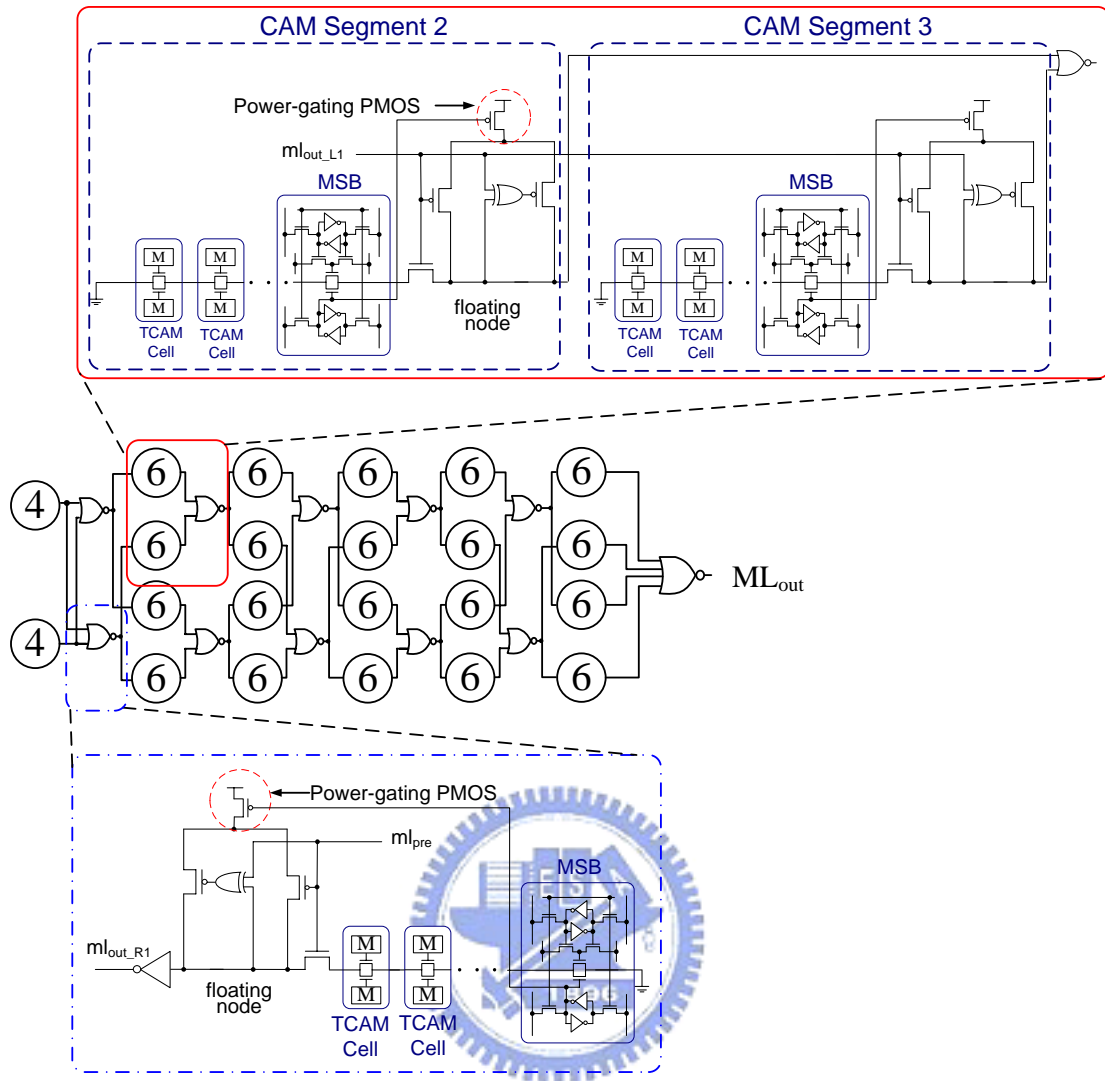 CAM Segment 2
CAM Segment 3
Power-gating PMOS
ml_out_L1
MSB
MSB
M
M
M
M
M
M
M
M
TCAM Cell
TCAM Cell
floating node
TCAM Cell
TCAM Cell
4
6
6
6
6
6
6
6
6
6
6
ML_out
4
6
6
6
6
6
6
6
6
6
6
Power-gating PMOS
ml_pre
MSB
E S
M
M
ml_out_R1
M
M
floating node
TCAM Cell
TCAM Cell
1896